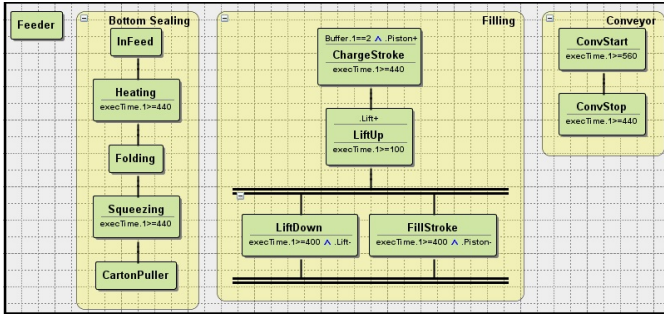 Feeder
Bottom Sealing
InFeed
Heating
execTime.1>=440
Folding
Squeezing
execTime.1>=440
CartonPuller
Filling
Buffer.1==2 ∧ .Piston+
ChargeStroke
execTime.1>=440
.Lift+
LiftUp
execTime.1>=100
LiftDown
execTime.1>=400 ∧ .Lift-
FillStroke
execTime.1>=400 ∧ .Piston-
Conveyor
ConvStart
execTime.1>=560
ConvStop
execTime.1>=440